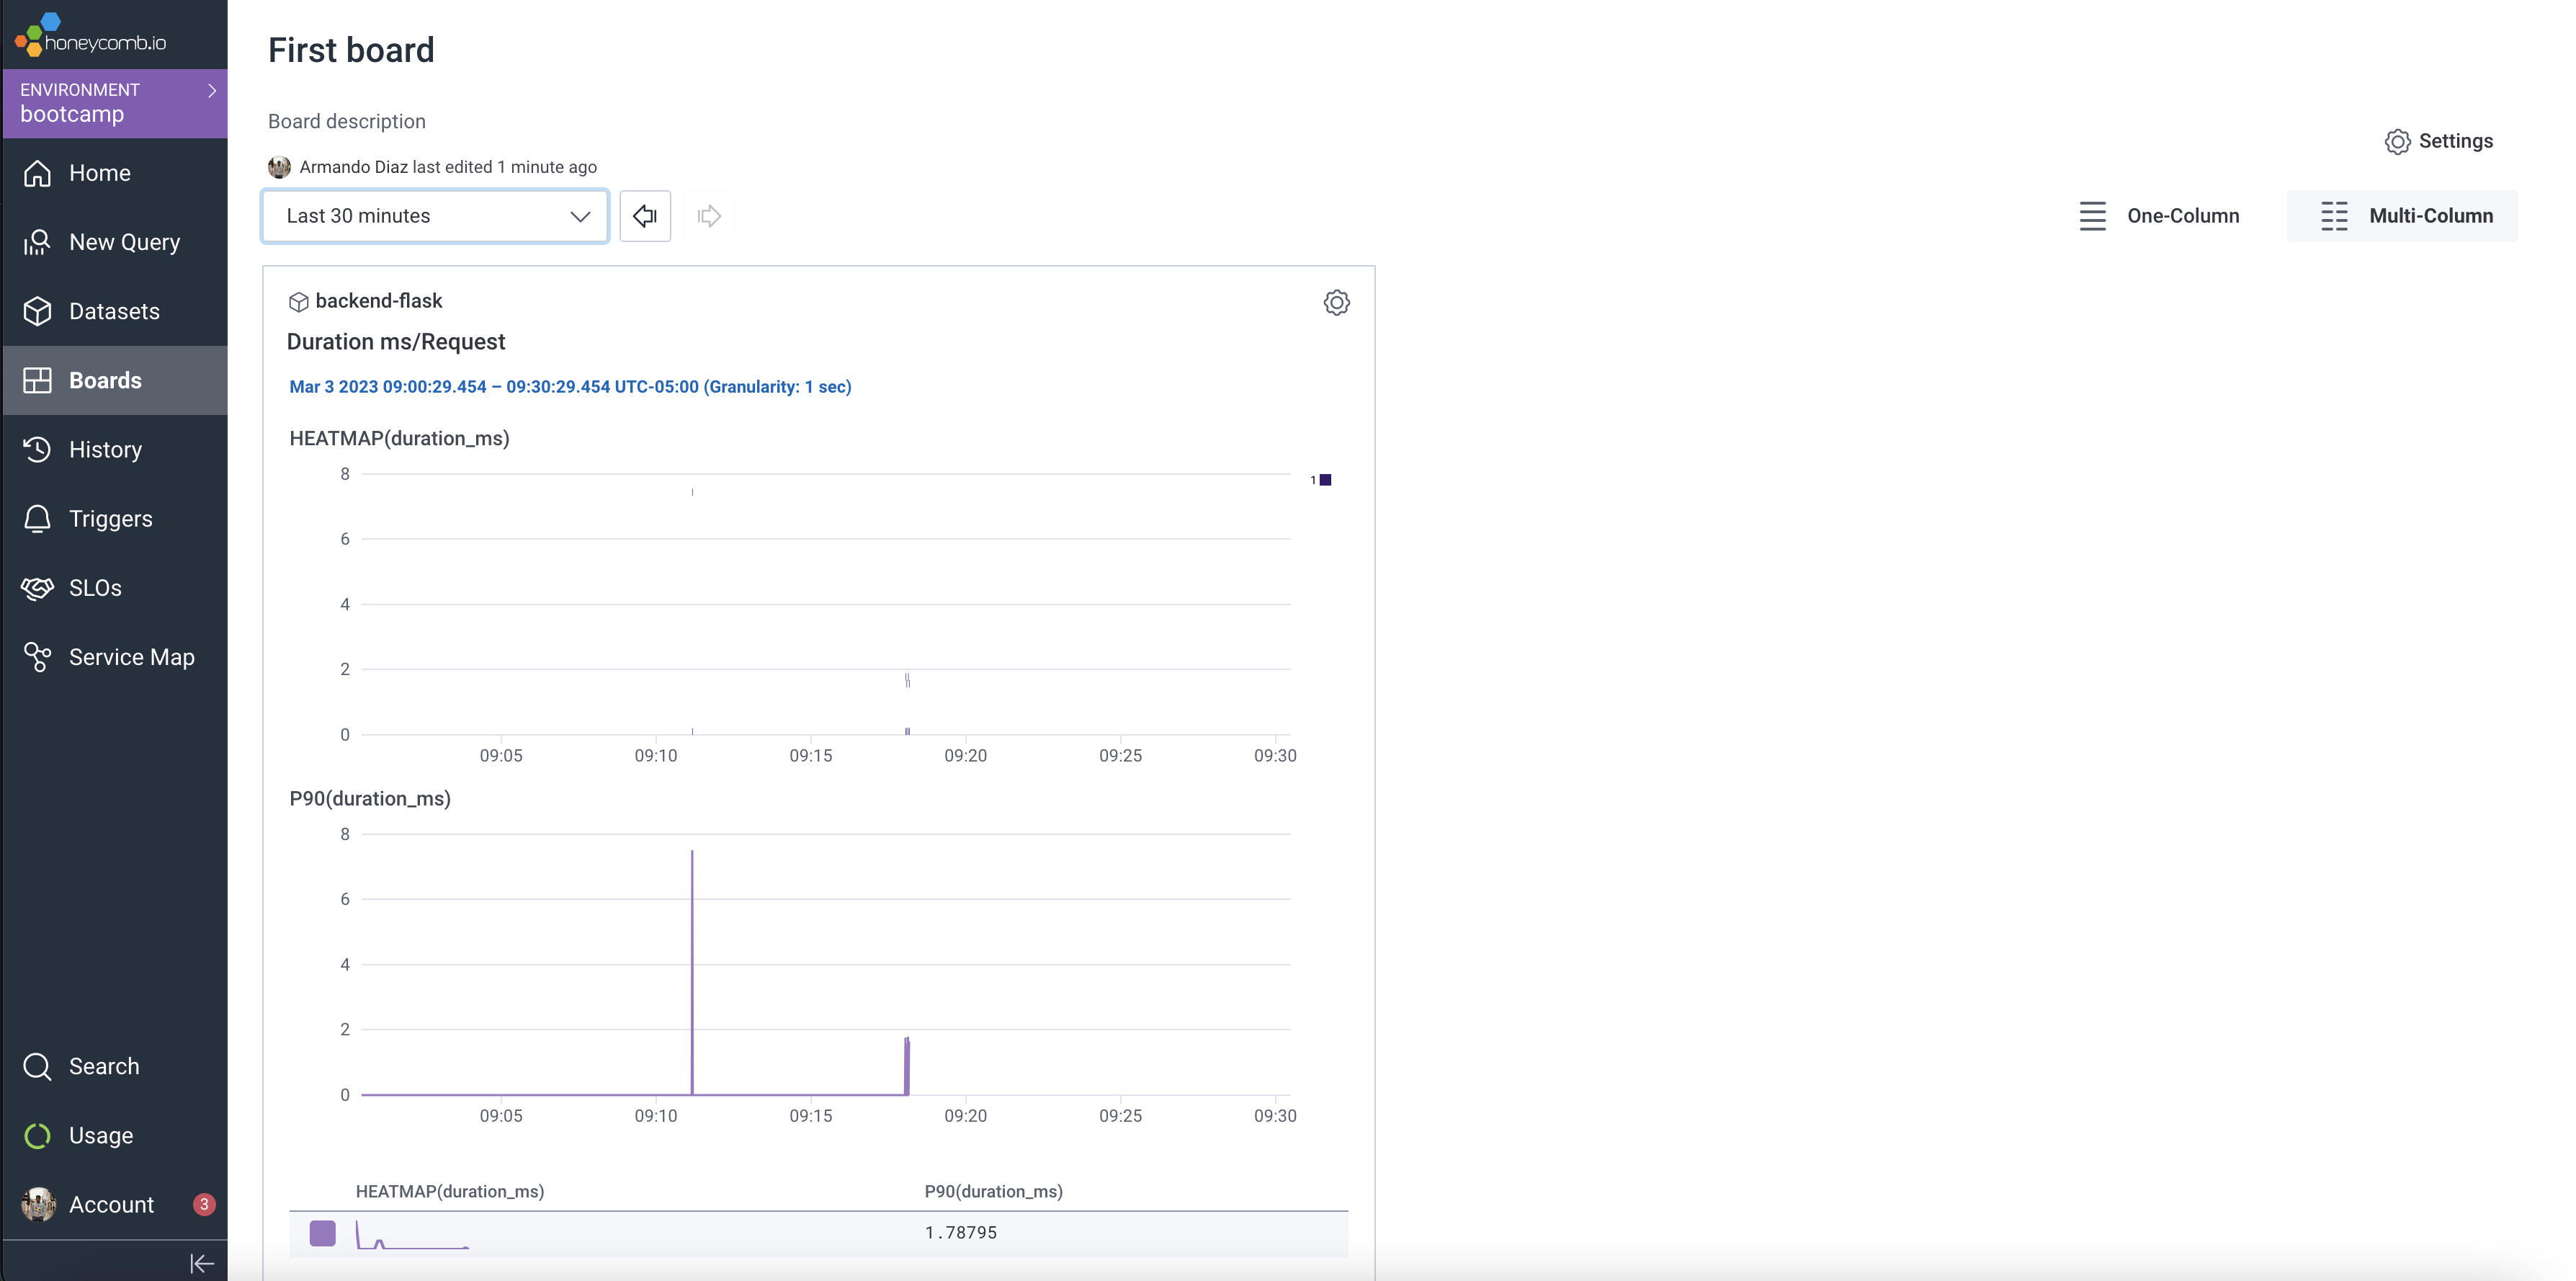 honeycomb.io
ENVIRONMENT
bootcamp
Home
New Query
Datasets
Boards
History
Triggers
SLOs
Service Map
Search
Usage
Account 3
First board
Board description
Armando Diaz last edited 1 minute ago
Settings
Last 30 minutes
One-Column
Multi-Column
backend-flask
Duration ms/Request
Mar 3 2023 09:00:29.454 – 09:30:29.454 UTC-05:00 (Granularity: 1 sec)
HEATMAP(duration_ms)
8
1
6
4
2
0
09:05 09:10 09:15 09:20 09:25 09:30
P90(duration_ms)
8
6
4
2
0
09:05 09:10 09:15 09:20 09:25 09:30
HEATMAP(duration_ms) P90(duration_ms)
1.78795